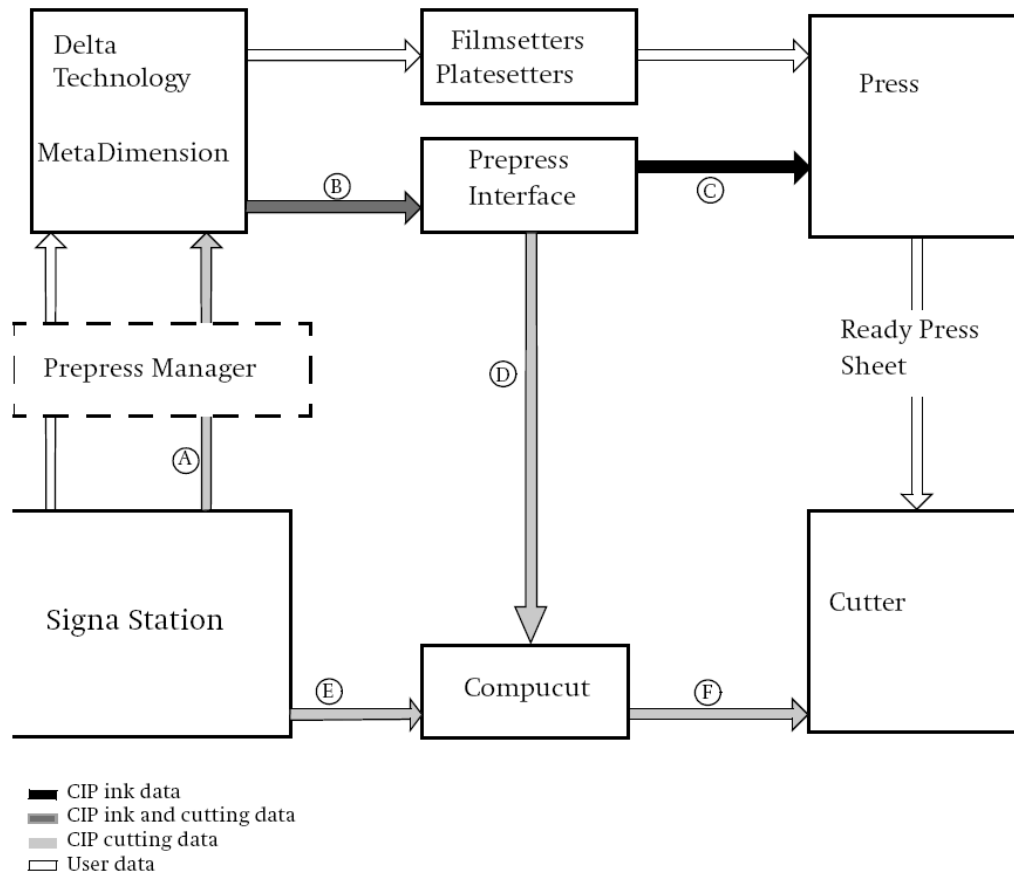 Delta
Technology
MetaDimension
Filmsetters
Platesetters
Press
Prepress
Interface
B
C
Prepress Manager
Ready Press
Sheet
D
A
Signa Station
Cutter
Compucut
E
F
CIP ink data
CIP ink and cutting data
CIP cutting data
User data